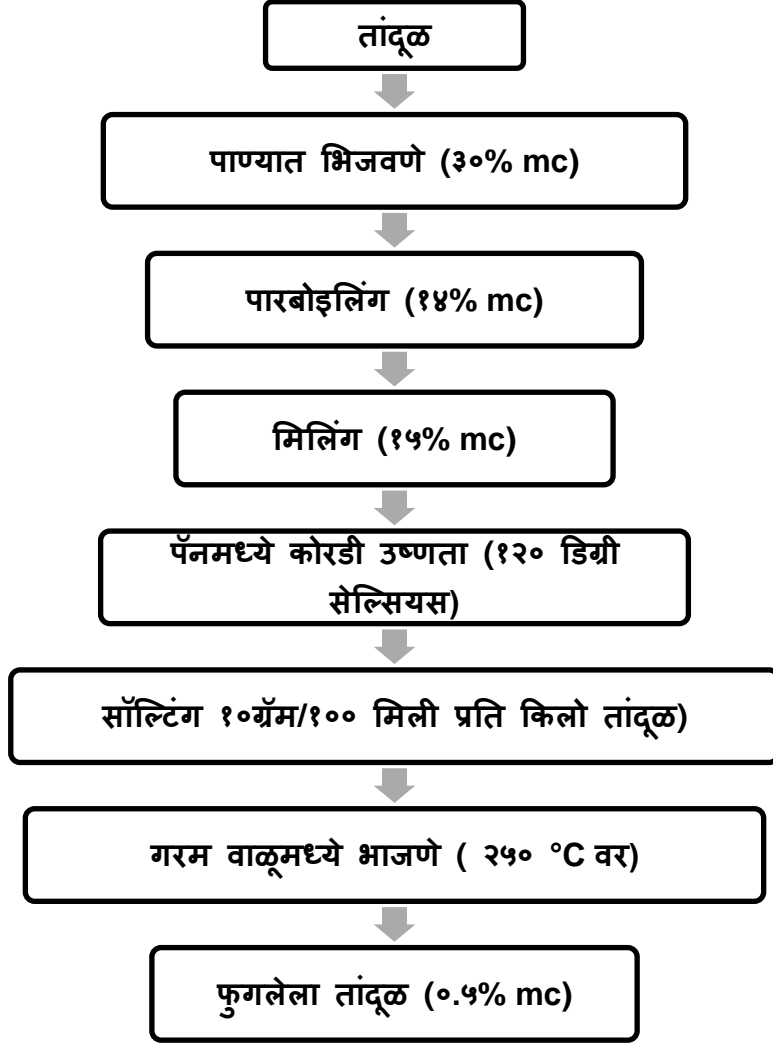 तांदूळ
पाण्यात भिजवणे (३०% mc)
पारबोइलिंग (१४% mc)
मिलिंग (१५% mc)
पॅनमध्ये कोरडी उष्णता (१२० डिग्री
सेल्सियस)
सॉल्टिंग १०ग्रॅम/१०० मिली प्रति किलो तांदूळ)
गरम वाळूमध्ये भाजणे ( २५० °C वर)
फुगलेला तांदूळ (०.५% mc)